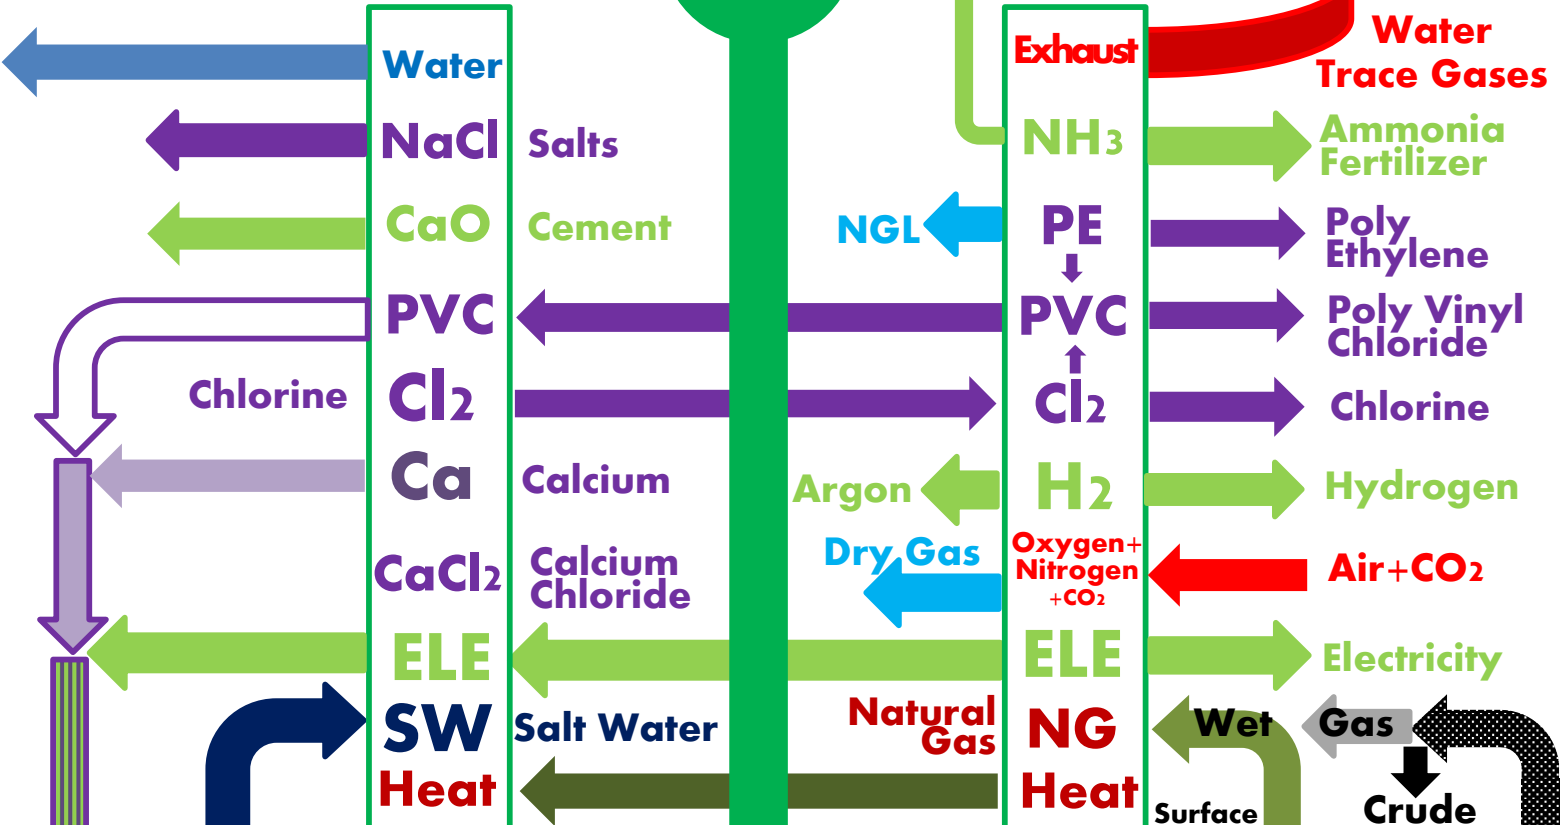 Water
NaCl
Salts
CaO
Cement
PVC
Chlorine
Cl2
Ca
Calcium
CaCl2
Calcium
Chloride
ELE
SW
Salt Water
Heat
Exhaust
Water
Trace Gases
NH3
Ammonia
Fertilizer
NGL
PE
Poly
Ethylene
PVC
Poly Vinyl
Chloride
Cl2
Chlorine
Argon
H2
Hydrogen
Dry Gas
Oxygen+
Nitrogen
+CO2
Air+CO2
ELE
Electricity
Natural
Gas
NG
Wet
Gas
Heat
Surface
Crude